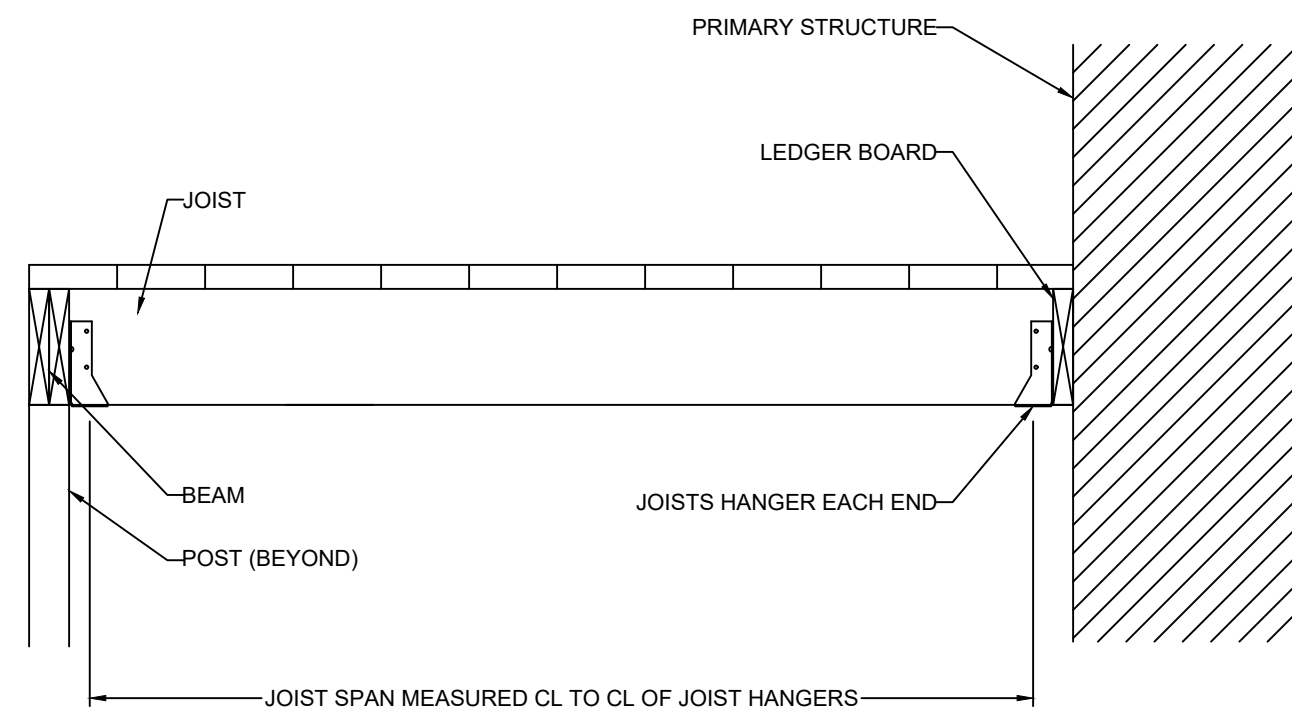 PRIMARY STRUCTURE
LEDGER BOARD
JOIST
BEAM
JOISTS HANGER EACH END
POST (BEYOND)
JOIST SPAN MEASURED CL TO CL OF JOIST HANGERS